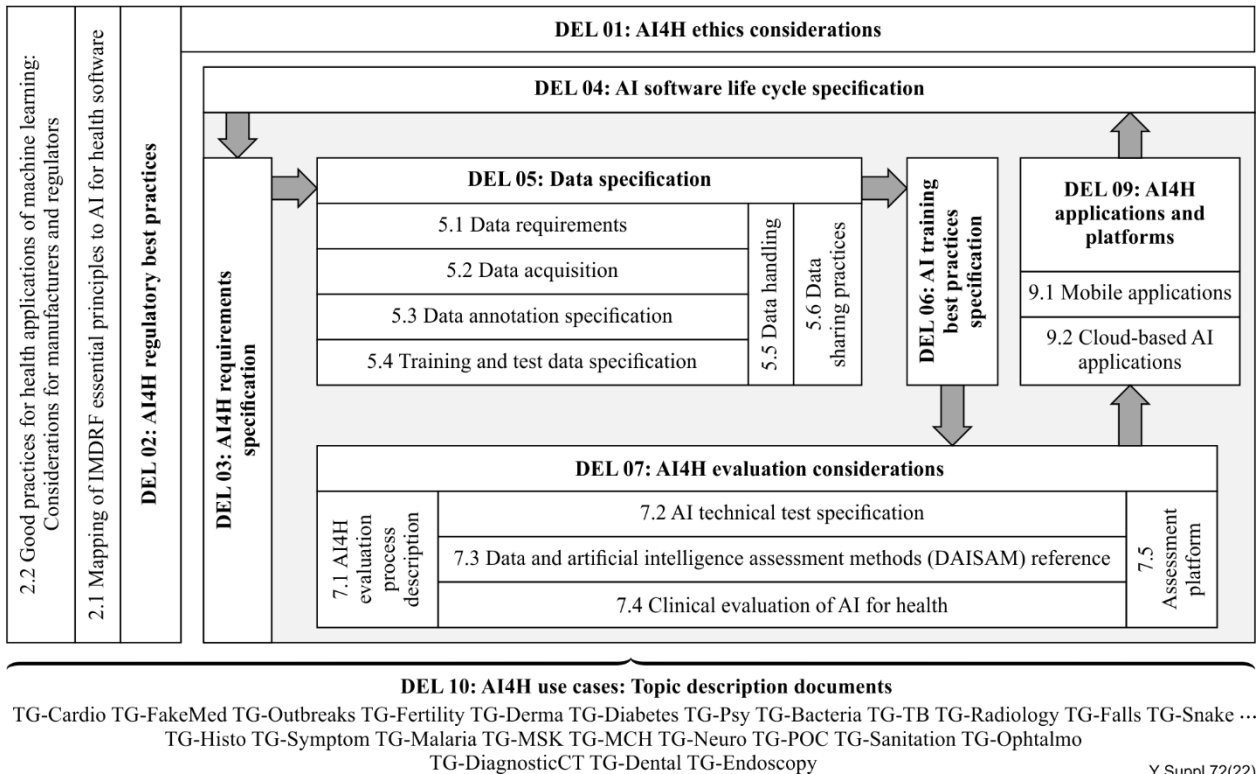 2.2 Good practices for health applications of machine learning:
Considerations for manufacturers and regulators
2.1 Mapping of IMDRF essential principles to AI for health software
DEL 02: AI4H regulatory best practices
DEL 01: AI4H ethics considerations
DEL 04: AI software life cycle specification
DEL 03: AI4H requirements
specification
DEL 05: Data specification
5.1 Data requirements
5.2 Data acquisition
5.3 Data annotation specification
5.4 Training and test data specification
5.5 Data handling
5.6 Data
sharing practices
DEL 06: AI training
best practices
specification
DEL 09: AI4H
applications and
platforms
9.1 Mobile applications
9.2 Cloud-based AI
applications
DEL 07: AI4H evaluation considerations
7.1 AI4H
evaluation
process
description
7.2 AI technical test specification
7.3 Data and artificial intelligence assessment methods (DAISAM) reference
7.4 Clinical evaluation of AI for health
7.5
Assessment
platform
DEL 10: AI4H use cases: Topic description documents
TG-Cardio TG-FakeMed TG-Outbreaks TG-Fertility TG-Derma TG-Diabetes TG-Psy TG-Bacteria TG-TB TG-Radiology TG-Falls TG-Snake ···
TG-Histo TG-Symptom TG-Malaria TG-MSK TG-MCH TG-Neuro TG-POC TG-Sanitation TG-Ophtalmo
TG-DiagnosticCT TG-Dental TG-Endoscopy
Y Suppl.72(22)